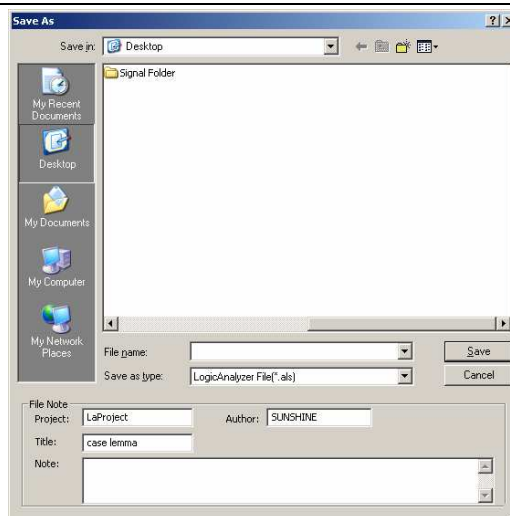 Save As
Save in: Desktop
Signal Folder
My Recent
Documents
Desktop
My Documents
My Computer
My Network
Places
File name:
Save
Save as type: LogicAnalyzer File(*.als)
Cancel
File Note
Project: LaProject
Author: SUNSHINE
Title: case lemma
Note: